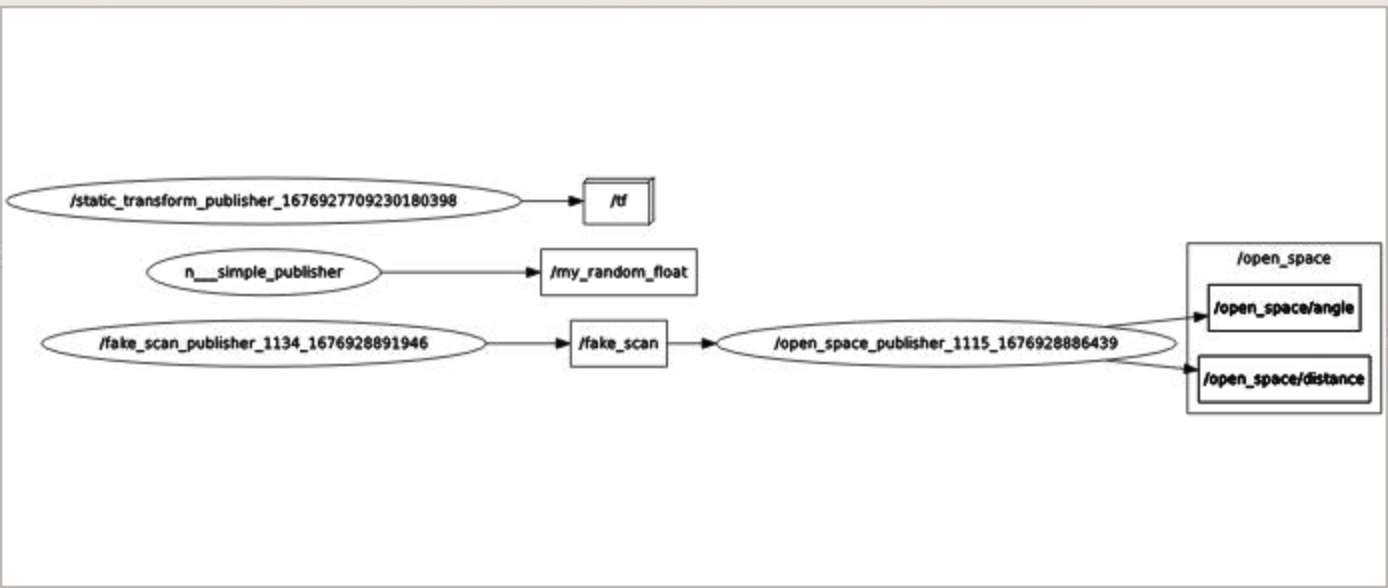 /static_transform_publisher_1676927709230180398
/tf
n___simple_publisher
/my_random_float
/fake_scan_publisher_1134_1676928891946
/fake_scan
/open_space_publisher_1115_1676928886439
/open_space
/open_space/angle
/open_space/distance